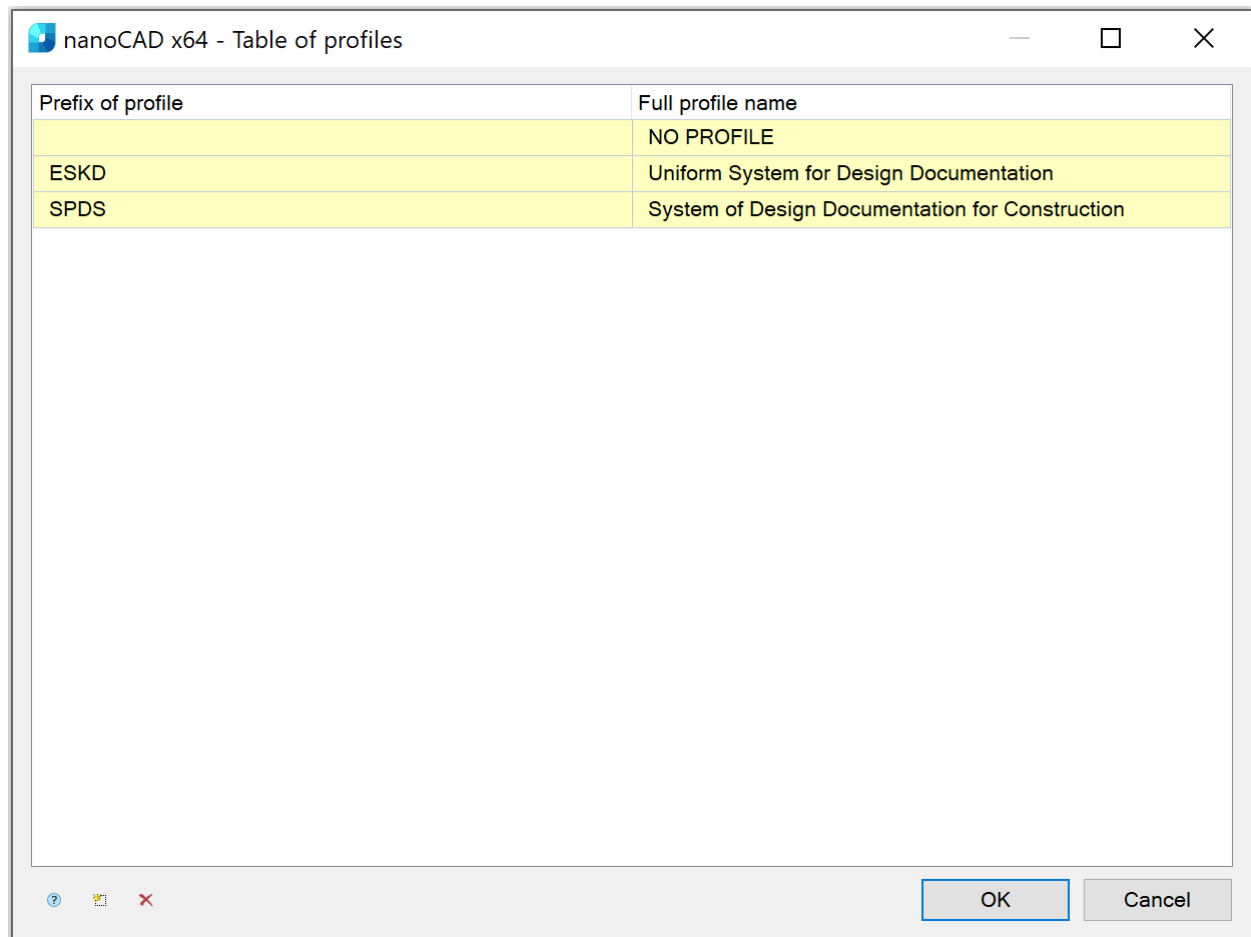 nanoCAD x64 - Table of profiles
Prefix of profile Full profile name
NO PROFILE
ESKD Uniform System for Design Documentation
SPDS System of Design Documentation for Construction
? OK Cancel